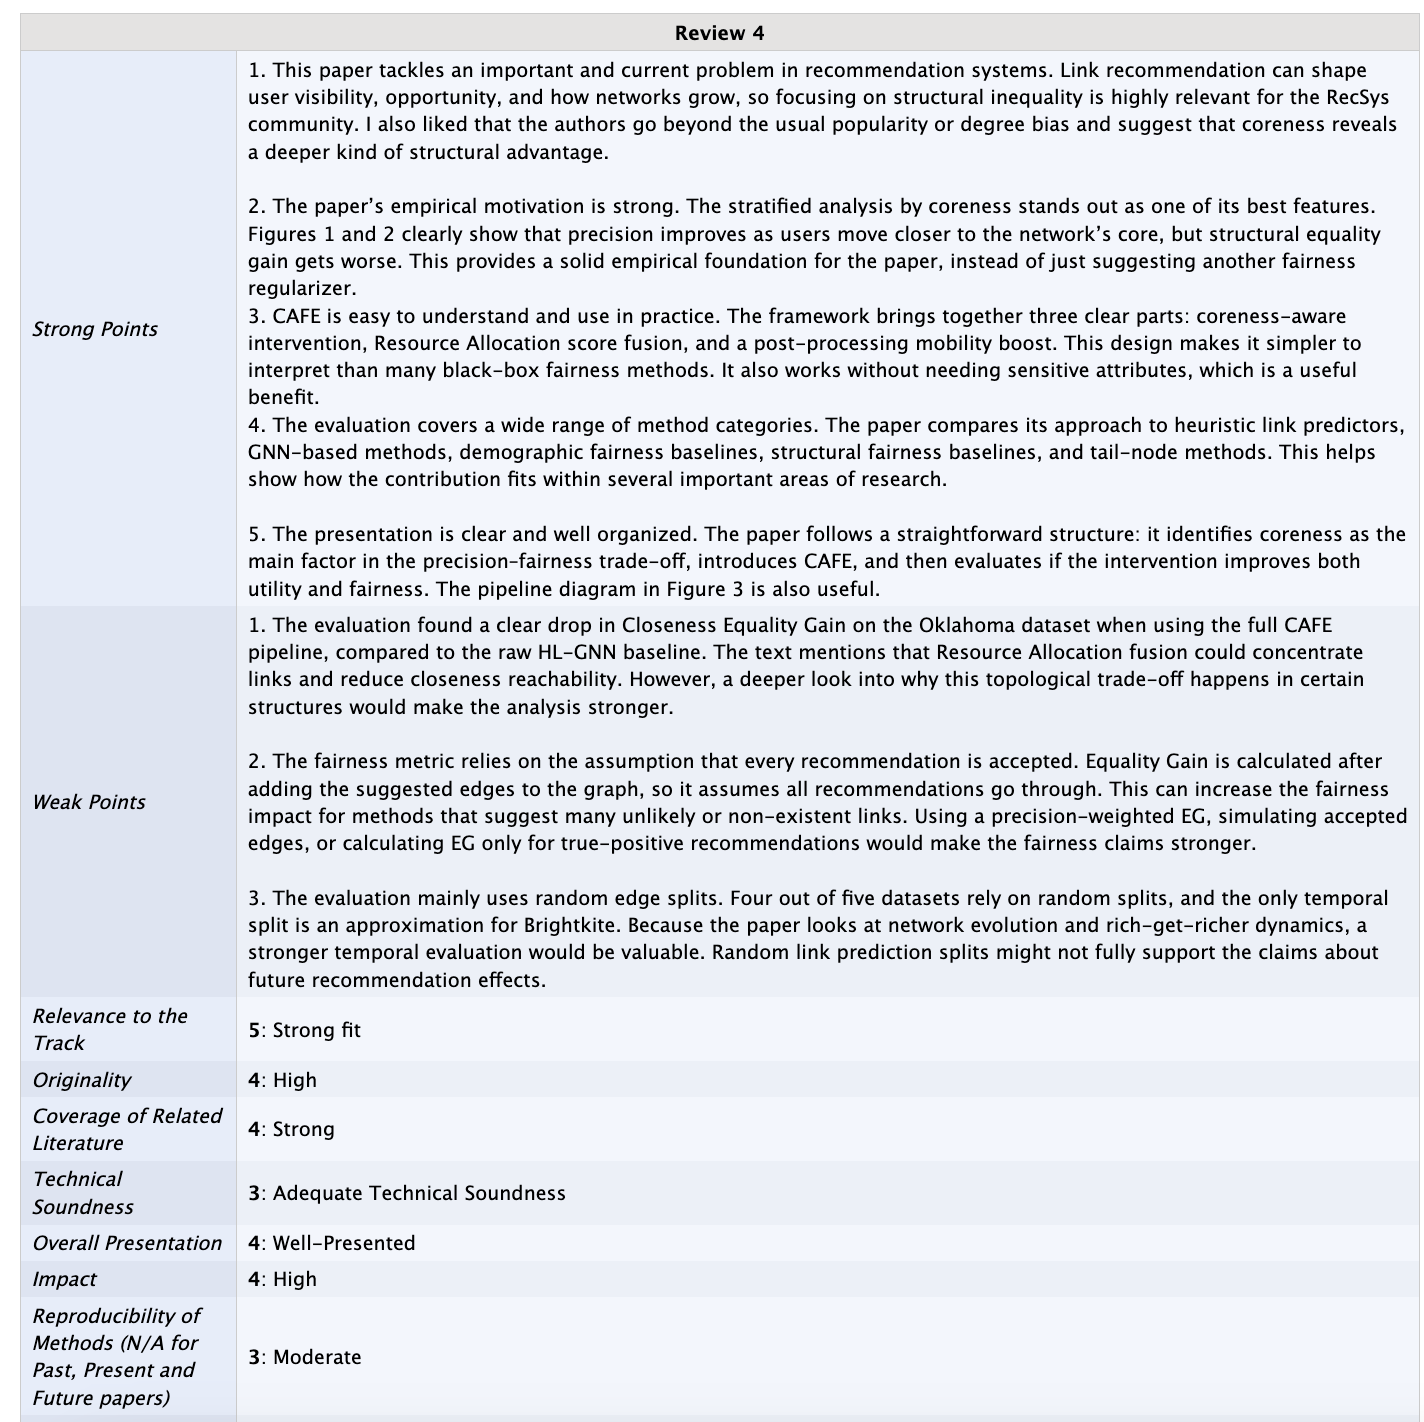 Review 4
Strong Points
1. This paper tackles an important and current problem in recommendation systems. Link recommendation can shape
user visibility, opportunity, and how networks grow, so focusing on structural inequality is highly relevant for the RecSys
community. I also liked that the authors go beyond the usual popularity or degree bias and suggest that coreness reveals
a deeper kind of structural advantage.
2. The paper’s empirical motivation is strong. The stratified analysis by coreness stands out as one of its best features.
Figures 1 and 2 clearly show that precision improves as users move closer to the network’s core, but structural equality
gain gets worse. This provides a solid empirical foundation for the paper, instead of just suggesting another fairness
regularizer.
3. CAFE is easy to understand and use in practice. The framework brings together three clear parts: coreness-aware
intervention, Resource Allocation score fusion, and a post-processing mobility boost. This design makes it simpler to
interpret than many black-box fairness methods. It also works without needing sensitive attributes, which is a useful
benefit.
4. The evaluation covers a wide range of method categories. The paper compares its approach to heuristic link predictors,
GNN-based methods, demographic fairness baselines, structural fairness baselines, and tail-node methods. This helps
show how the contribution fits within several important areas of research.
5. The presentation is clear and well organized. The paper follows a straightforward structure: it identifies coreness as the
main factor in the precision-fairness trade-off, introduces CAFE, and then evaluates if the intervention improves both
utility and fairness. The pipeline diagram in Figure 3 is also useful.
Weak Points
1. The evaluation found a clear drop in Closeness Equality Gain on the Oklahoma dataset when using the full CAFE
pipeline, compared to the raw HL-GNN baseline. The text mentions that Resource Allocation fusion could concentrate
links and reduce closeness reachability. However, a deeper look into why this topological trade-off happens in certain
structures would make the analysis stronger.
2. The fairness metric relies on the assumption that every recommendation is accepted. Equality Gain is calculated after
adding the suggested edges to the graph, so it assumes all recommendations go through. This can increase the fairness
impact for methods that suggest many unlikely or non-existent links. Using a precision-weighted EG, simulating accepted
edges, or calculating EG only for true-positive recommendations would make the fairness claims stronger.
3. The evaluation mainly uses random edge splits. Four out of five datasets rely on random splits, and the only temporal
split is an approximation for Brightkite. Because the paper looks at network evolution and rich-get-richer dynamics, a
stronger temporal evaluation would be valuable. Random link prediction splits might not fully support the claims about
future recommendation effects.
Relevance to the
Track
5: Strong fit
Originality
4: High
Coverage of Related
Literature
4: Strong
Technical
Soundness
3: Adequate Technical Soundness
Overall Presentation
4: Well-Presented
Impact
4: High
Reproducibility of
Methods (N/A for
Past, Present and
Future papers)
3: Moderate